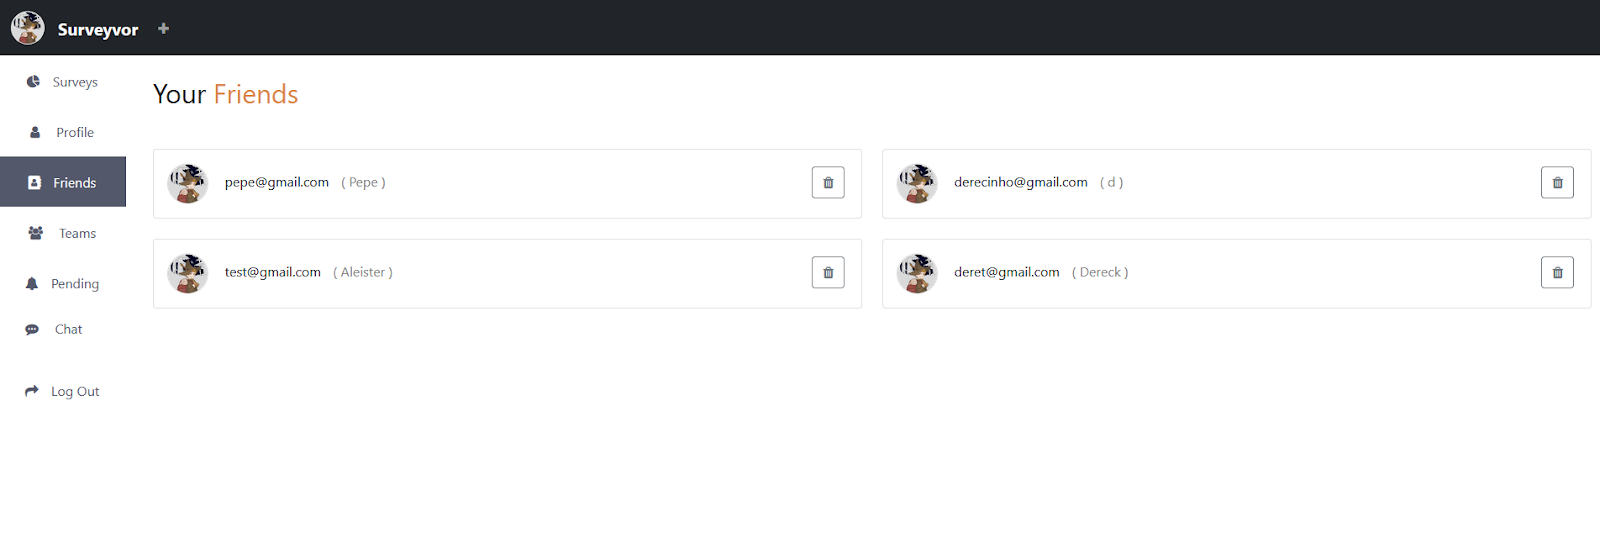 Surveyvor +
Surveys
Profile
Friends
Teams
Pending
Chat
Log Out
Your Friends
pepe@gmail.com ( Pepe )
derecinho@gmail.com ( d )
test@gmail.com ( Aleister )
deret@gmail.com ( Dereck )